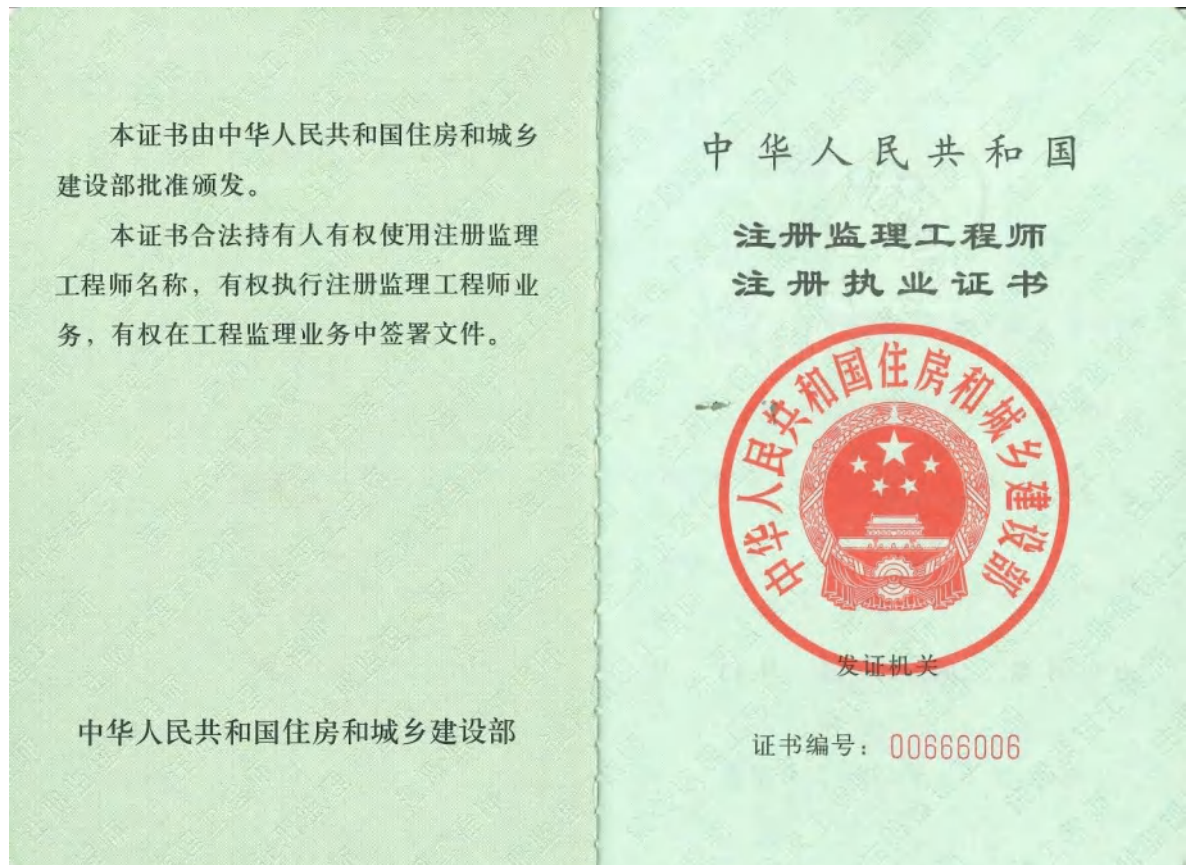 本证书由中华人民共和国住房和城乡
建设部批准颁发。
本证书合法持有人有权使用注册监理
工程师名称，有权执行注册监理工程师业
务，有权在工程监理业务中签署文件。
中华人民共和国住房和城乡建设部
中华人民共和国
注册监理工程师
注册执业证书
中华人民共和国住房和城乡建设部
发证机关
证书编号：00666006